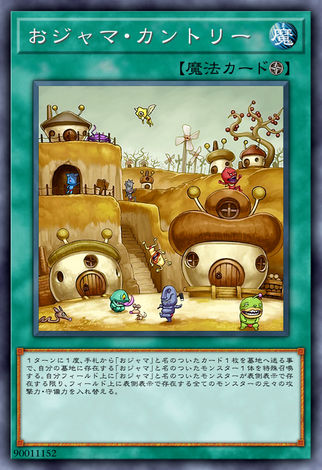 おジャマ・カントリー
魔
【魔法カード】
1ターンに1度、手札から「おジャマ」と名のついたカード1枚を墓地へ送る事
で、自分の墓地に存在する「おジャマ」と名のついたモンスター1体を特殊召喚
する。自分フィールド上に「おジャマ」と名のついたモンスターが表側表示で存
在する限り、フィールド上に表側表示で存在する全てのモンスターの元々の攻
撃力・守備力を入れ替える。
90011152